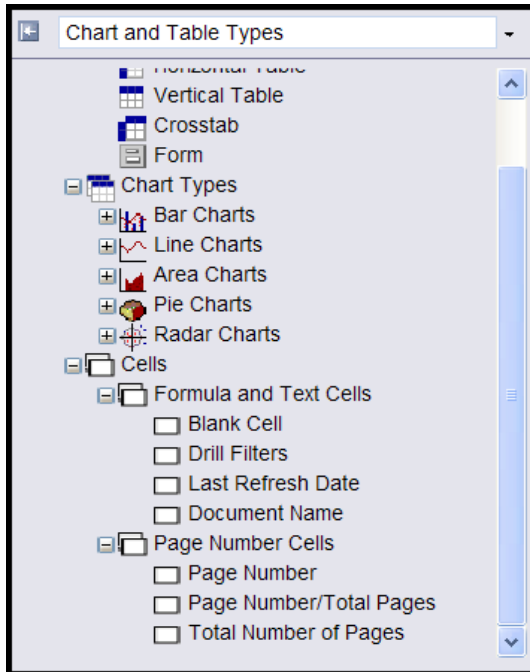 Chart and Table Types
Horizontal Table
Vertical Table
Crosstab
Form
Chart Types
Bar Charts
Line Charts
Area Charts
Pie Charts
Radar Charts
Cells
Formula and Text Cells
Blank Cell
Drill Filters
Last Refresh Date
Document Name
Page Number Cells
Page Number
Page Number/Total Pages
Total Number of Pages